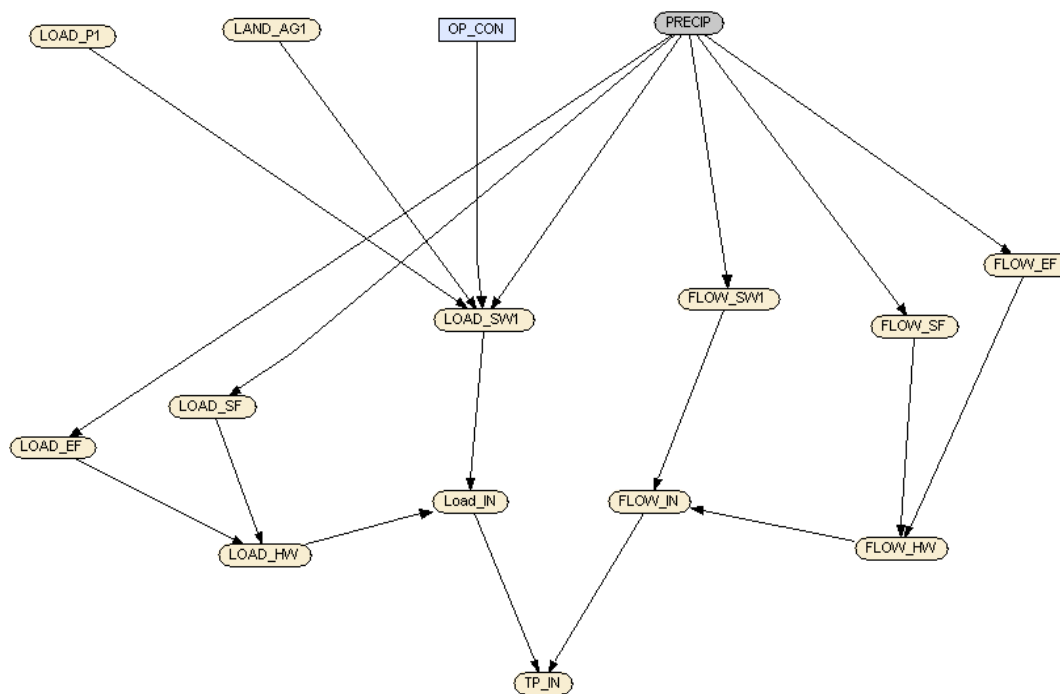 LOAD_P1
LAND_AG1
OP_CON
PRECIP
FLOW_EF
FLOW_SW1
LOAD_SW1
FLOW_SF
LOAD_SF
LOAD_EF
Load_IN
FLOW_IN
LOAD_HW
FLOW_HW
TP_IN